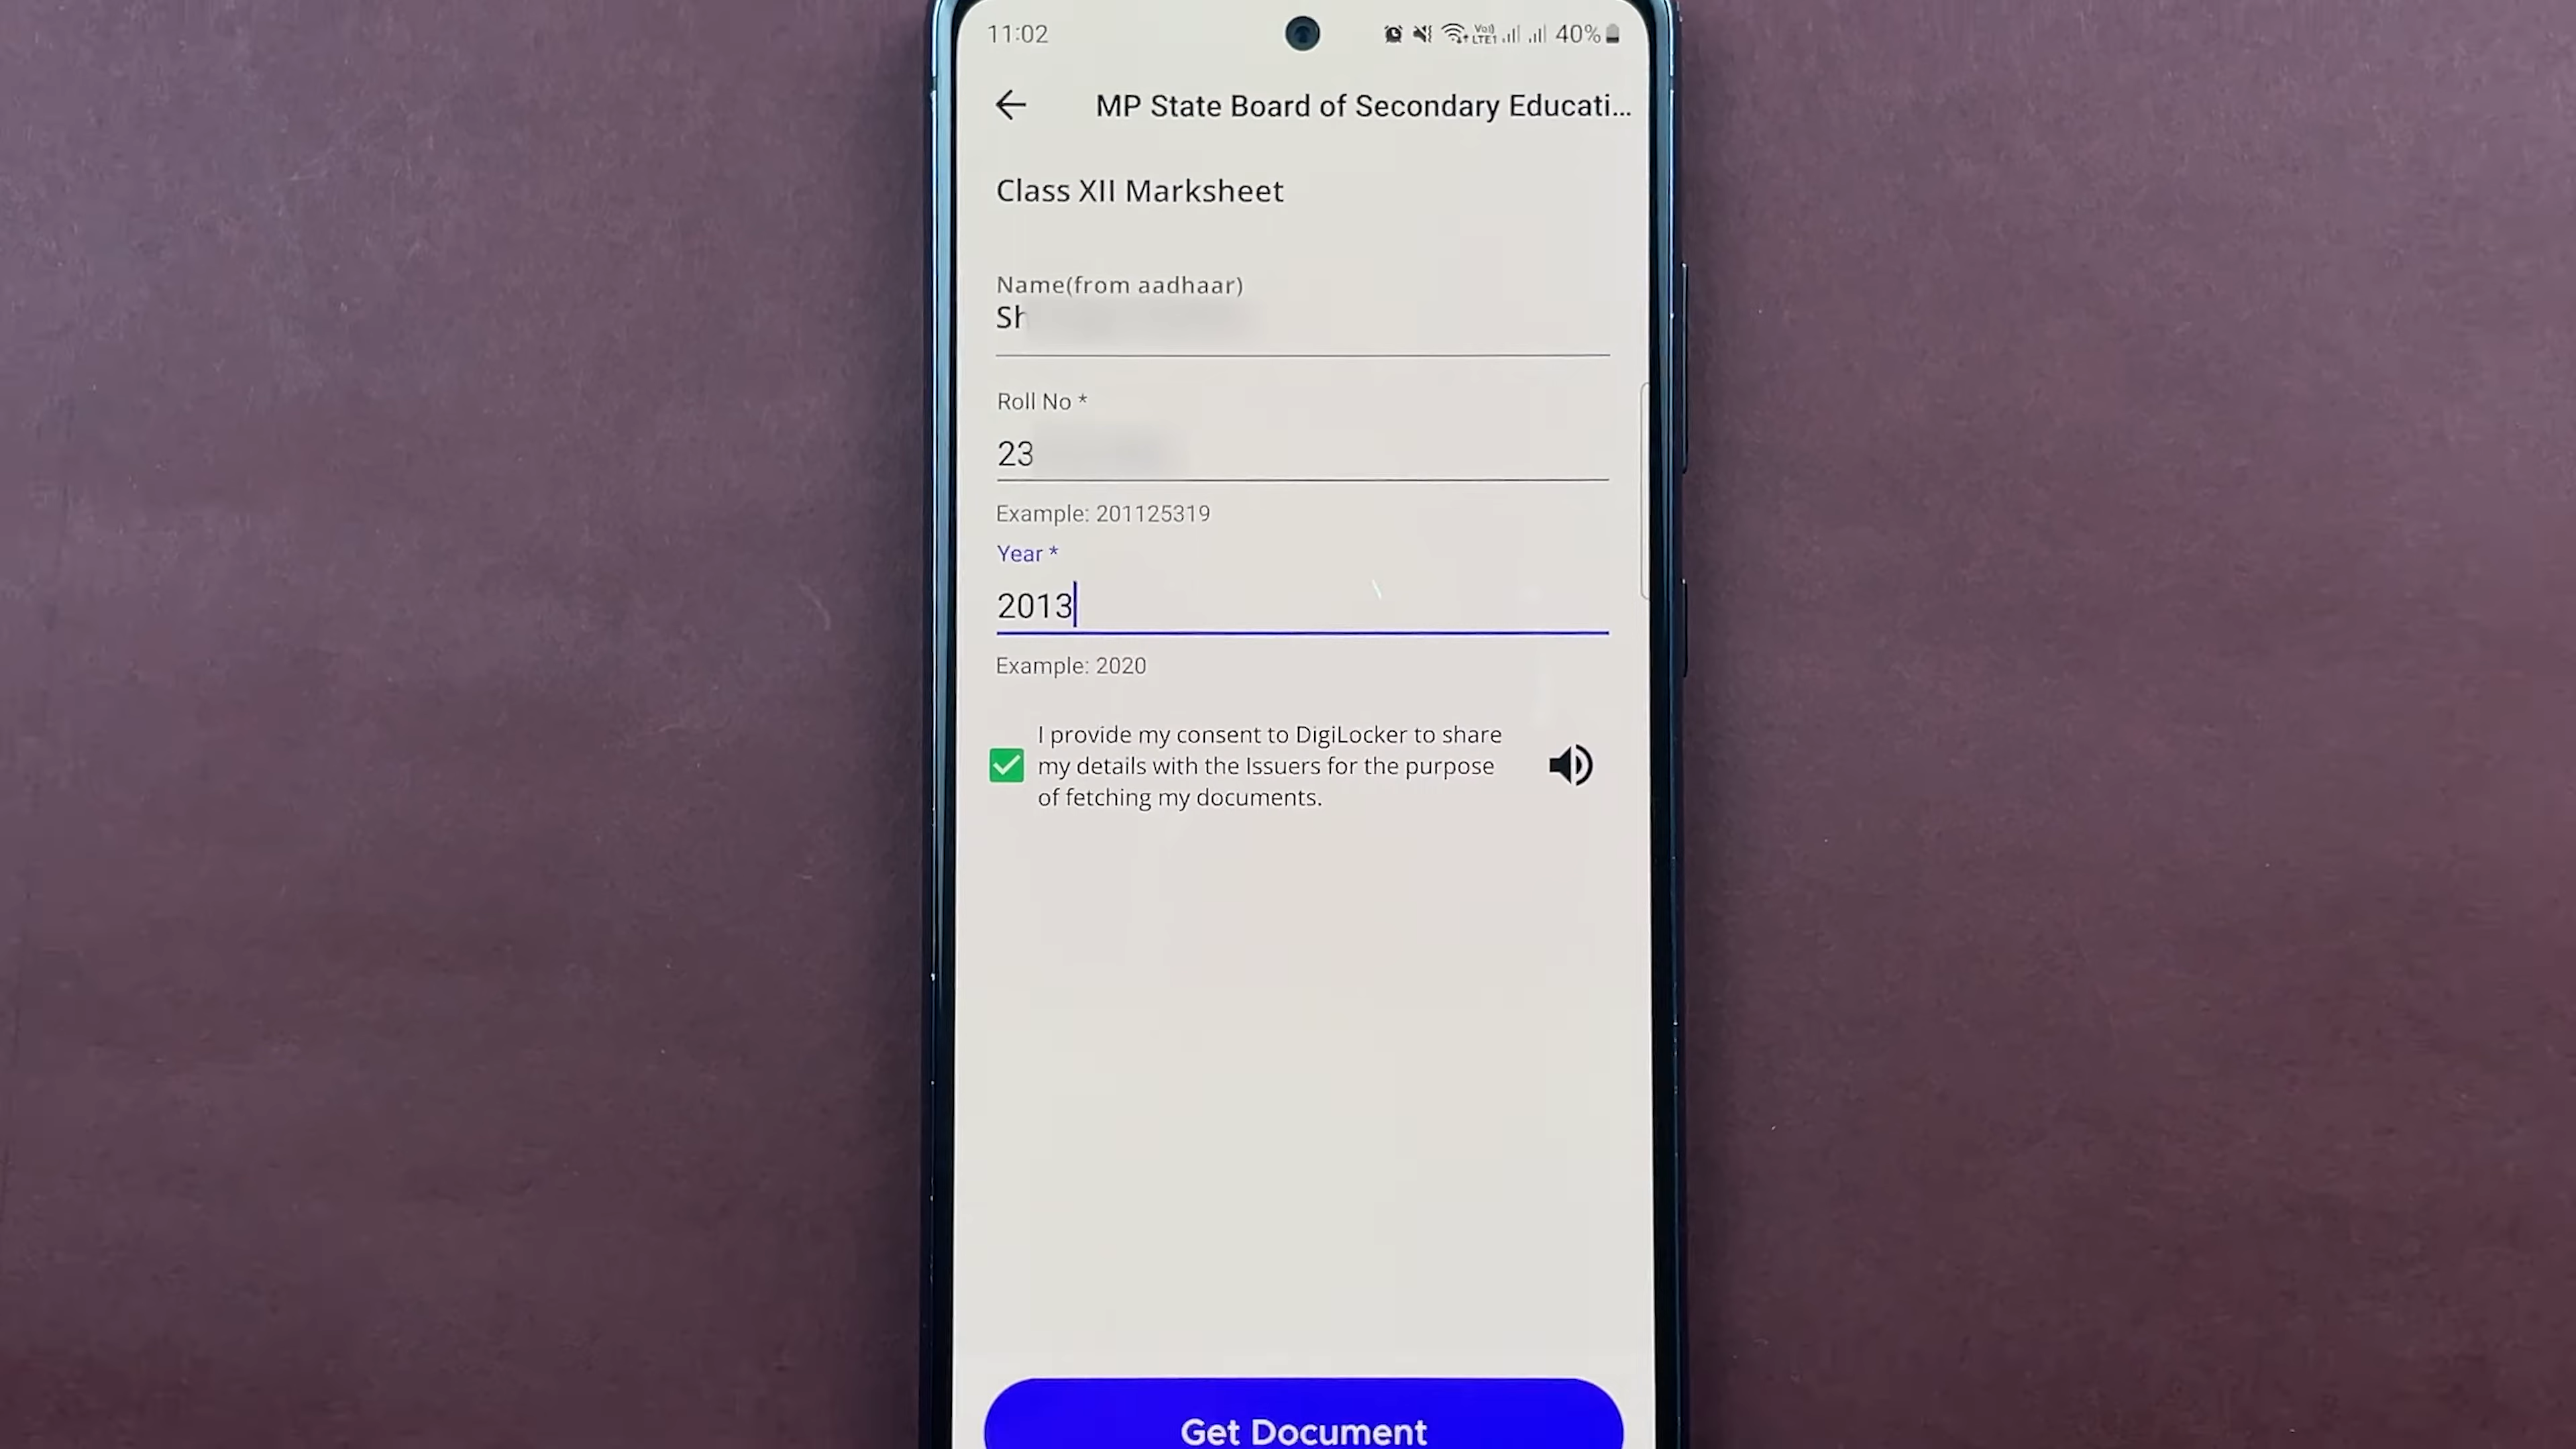 11:02
Vo)) LTE1 40%
MP State Board of Secondary Educati...
Class XII Marksheet
Name(from aadhaar)
Sh
Roll No *
23
Example: 201125319
Year *
2013
Example: 2020
I provide my consent to DigiLocker to share
my details with the Issuers for the purpose
of fetching my documents.
Get Document